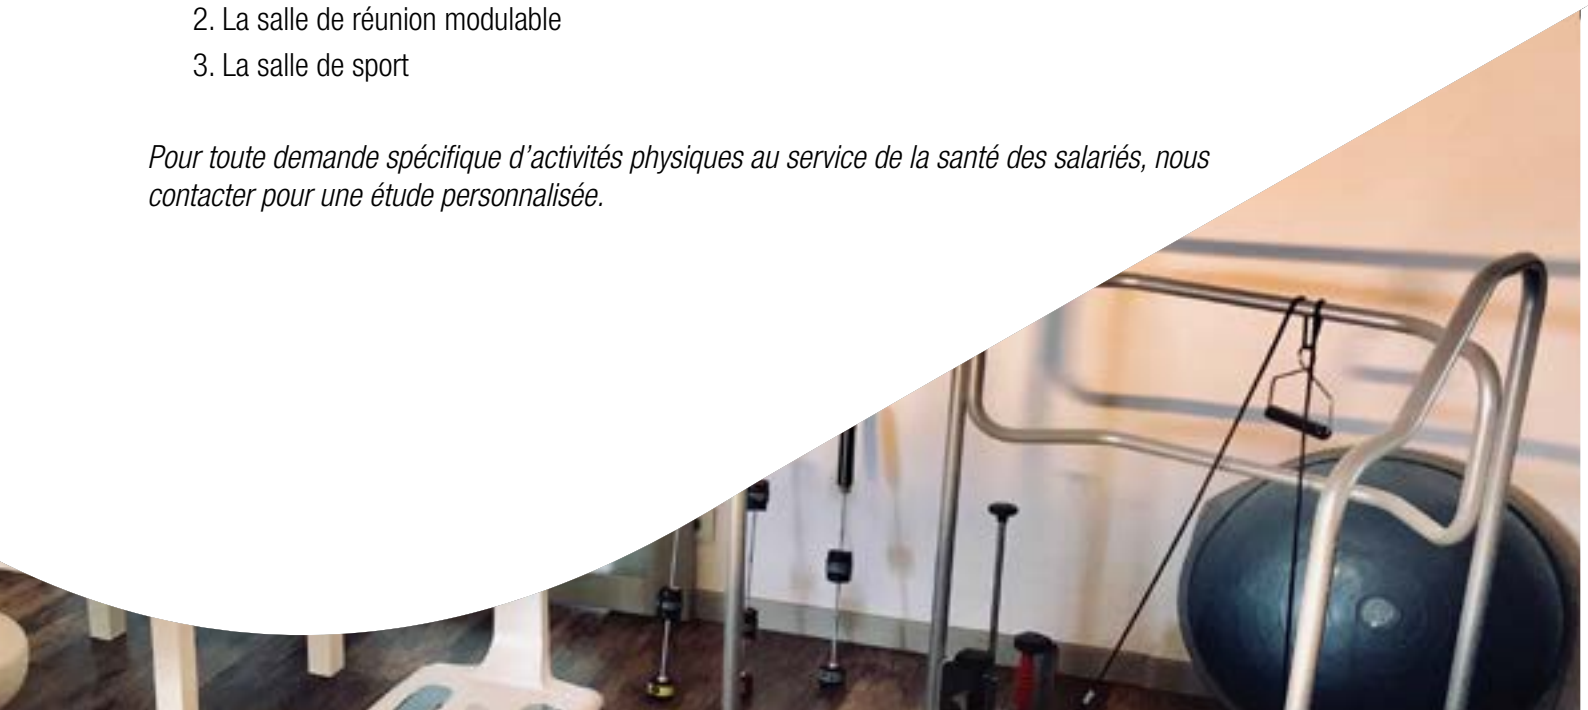 2. La salle de réunion modulable
3. La salle de sport
Pour toute demande spécifique d’activités physiques au service de la santé des salariés, nous
contacter pour une étude personnalisée.